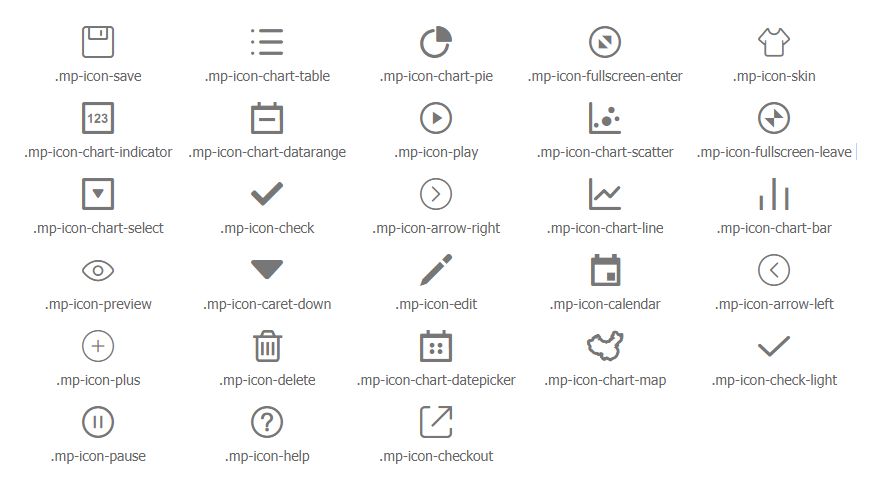 .mp-icon-save .mp-icon-chart-table .mp-icon-chart-pie .mp-icon-fullscreen-enter .mp-icon-skin
123
.mp-icon-chart-indicator .mp-icon-chart-datarange .mp-icon-play .mp-icon-chart-scatter .mp-icon-fullscreen-leave
.mp-icon-chart-select .mp-icon-check .mp-icon-arrow-right .mp-icon-chart-line .mp-icon-chart-bar
.mp-icon-preview .mp-icon-caret-down .mp-icon-edit .mp-icon-calendar .mp-icon-arrow-left
.mp-icon-plus .mp-icon-delete .mp-icon-chart-datepicker .mp-icon-chart-map .mp-icon-check-light
?
.mp-icon-pause .mp-icon-help .mp-icon-checkout